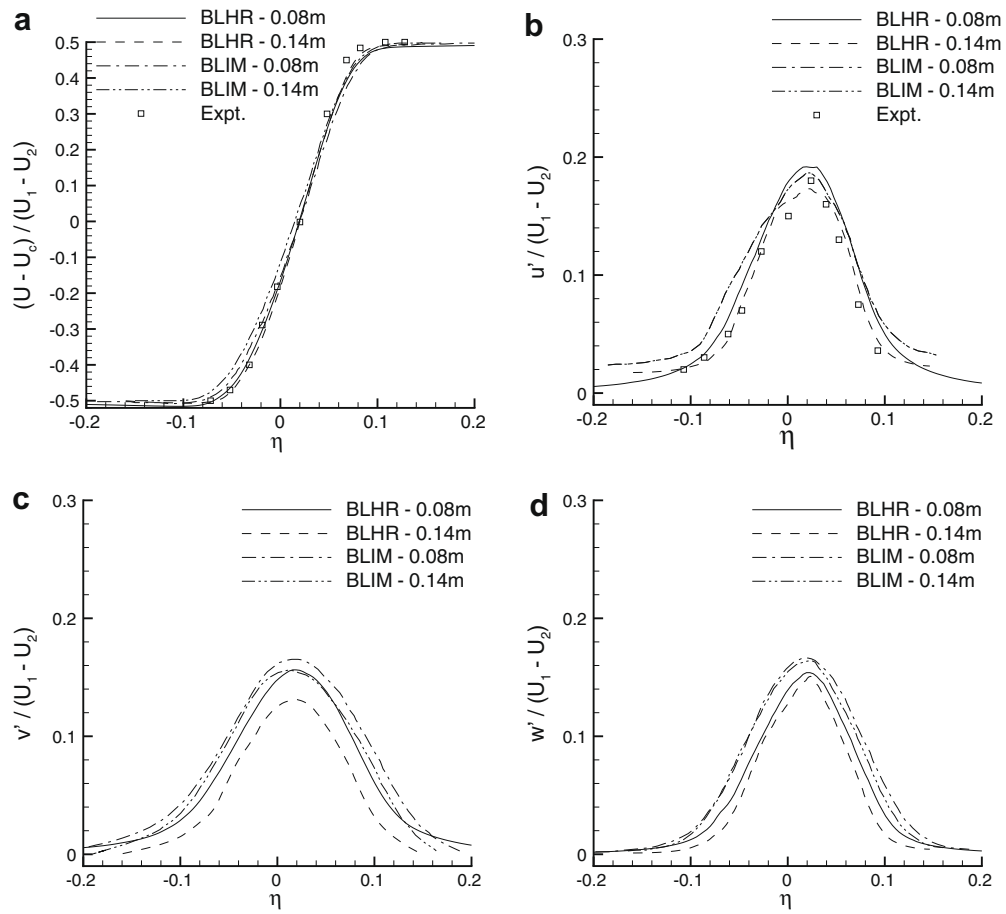 a
BLHR - 0.08m
BLHR - 0.14m
BLIM - 0.08m
BLIM - 0.14m
Expt.
0.5
0.4
0.3
0.2
0.1
0
-0.1
-0.2
-0.3
-0.4
-0.5
(U - U_c) / (U_1 - U_2)
-0.2
-0.1
0
0.1
0.2
η
b
BLHR - 0.08m
BLHR - 0.14m
BLIM - 0.08m
BLIM - 0.14m
Expt.
0.3
0.2
0.1
0
u' / (U_1 - U_2)
-0.2
-0.1
0
0.1
0.2
η
c
BLHR - 0.08m
BLHR - 0.14m
BLIM - 0.08m
BLIM - 0.14m
0.3
0.2
0.1
0
v' / (U_1 - U_2)
-0.2
-0.1
0
0.1
0.2
η
d
BLHR - 0.08m
BLHR - 0.14m
BLIM - 0.08m
BLIM - 0.14m
0.3
0.2
0.1
0
w' / (U_1 - U_2)
-0.2
-0.1
0
0.1
0.2
η